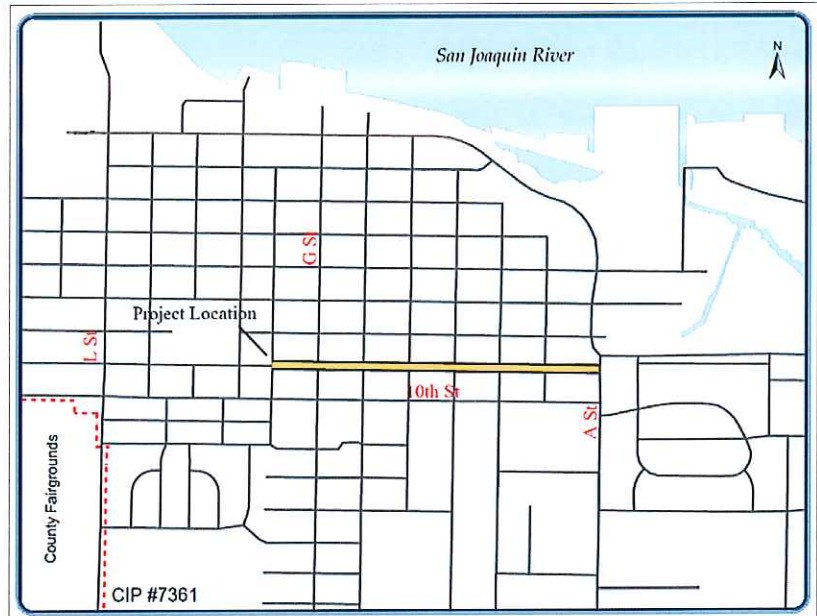 San Joaquin River
N
G St
Project Location
L St
10th St
A St
County Fairgrounds
CIP #7361